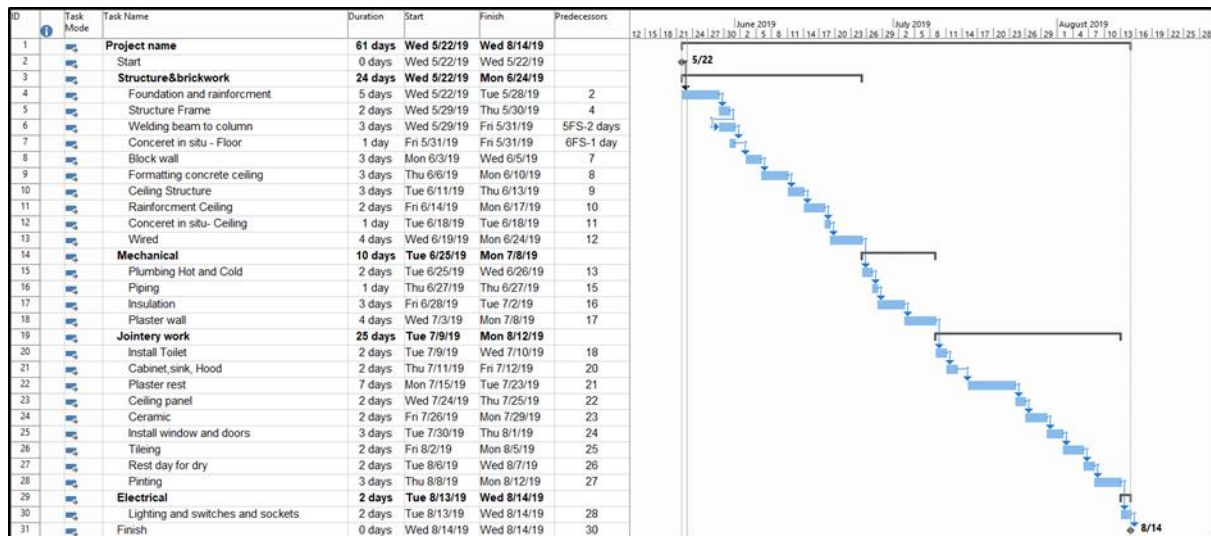 ID Task Mode Task Name Duration Start Finish Predecessors
June 2019 July 2019 August 2019
12 15 18 21 24 27 30 2 5 8 11 14 17 20 23 26 29 2 5 8 11 14 17 20 23 26 29 1 4 7 10 13 16 19 22 25 28
1 Project name 61 days Wed 5/22/19 Wed 8/14/19
2 Start 0 days Wed 5/22/19 Wed 5/22/19 5/22
3 Structure&brickwork 24 days Wed 5/22/19 Mon 6/24/19
4 Foundation and rainforcment 5 days Wed 5/22/19 Tue 5/28/19 2
5 Structure Frame 2 days Wed 5/29/19 Thu 5/30/19 4
6 Welding beam to column 3 days Wed 5/29/19 Fri 5/31/19 5FS-2 days
7 Conceret in situ - Floor 1 day Fri 5/31/19 Fri 5/31/19 6FS-1 day
8 Block wall 3 days Mon 6/3/19 Wed 6/5/19 7
9 Formatting concrete ceiling 3 days Thu 6/6/19 Mon 6/10/19 8
10 Ceiling Structure 3 days Tue 6/11/19 Thu 6/13/19 9
11 Rainforcment Ceiling 2 days Fri 6/14/19 Mon 6/17/19 10
12 Conceret in situ- Ceiling 1 day Tue 6/18/19 Tue 6/18/19 11
13 Wired 4 days Wed 6/19/19 Mon 6/24/19 12
14 Mechanical 10 days Tue 6/25/19 Mon 7/8/19
15 Plumbing Hot and Cold 2 days Tue 6/25/19 Wed 6/26/19 13
16 Piping 1 day Thu 6/27/19 Thu 6/27/19 15
17 Insulation 3 days Fri 6/28/19 Tue 7/2/19 16
18 Plaster wall 4 days Wed 7/3/19 Mon 7/8/19 17
19 Jointery work 25 days Tue 7/9/19 Mon 8/12/19
20 Install Toilet 2 days Tue 7/9/19 Wed 7/10/19 18
21 Cabinet,sink, Hood 2 days Thu 7/11/19 Fri 7/12/19 20
22 Plaster rest 7 days Mon 7/15/19 Tue 7/23/19 21
23 Ceiling panel 2 days Wed 7/24/19 Thu 7/25/19 22
24 Ceramic 2 days Fri 7/26/19 Mon 7/29/19 23
25 Install window and doors 3 days Tue 7/30/19 Thu 8/1/19 24
26 Tileing 2 days Fri 8/2/19 Mon 8/5/19 25
27 Rest day for dry 2 days Tue 8/6/19 Wed 8/7/19 26
28 Pinting 3 days Thu 8/8/19 Mon 8/12/19 27
29 Electrical 2 days Tue 8/13/19 Wed 8/14/19
30 Lighting and switches and sockets 2 days Tue 8/13/19 Wed 8/14/19 28
31 Finish 0 days Wed 8/14/19 Wed 8/14/19 30 8/14